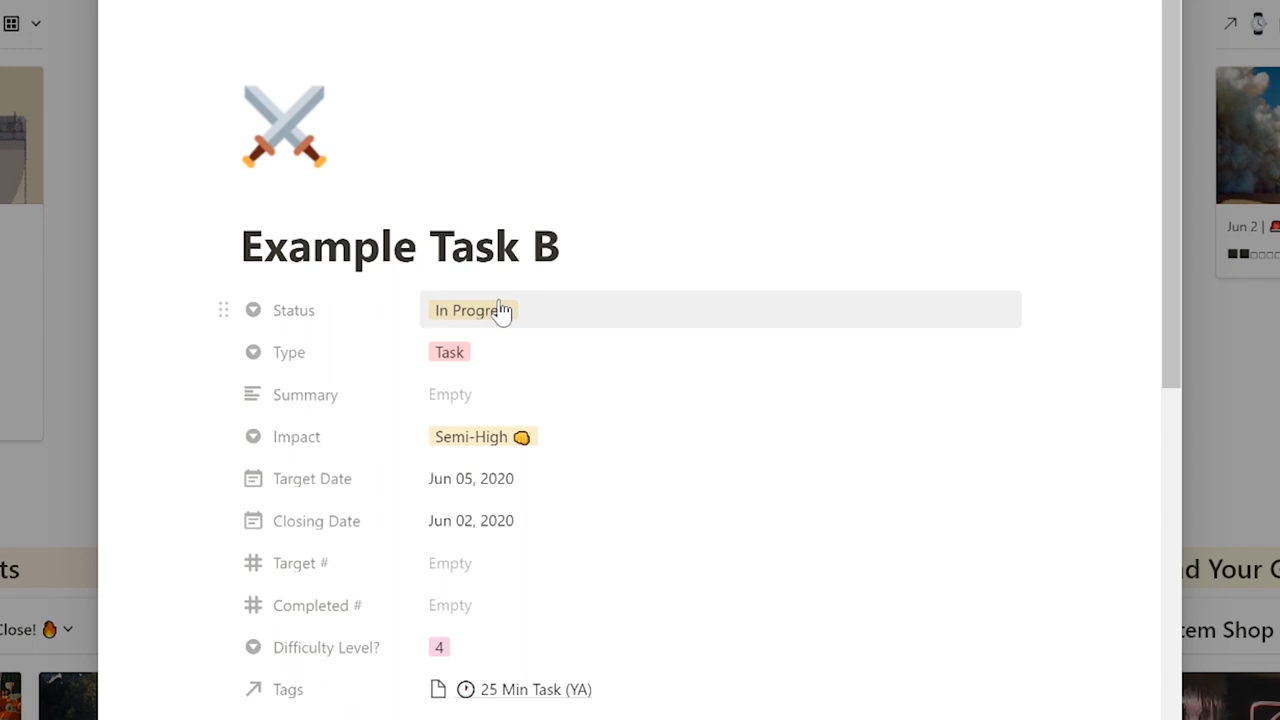 Jun 2 |
Example Task B
Status In Progre
Type Task
Summary Empty
Impact Semi-High
Target Date Jun 05, 2020
Closing Date Jun 02, 2020
Target # Empty
ts
nd Your G
Completed # Empty
Close!
tem Shop
Difficulty Level? 4
Tags 25 Min Task (YA)